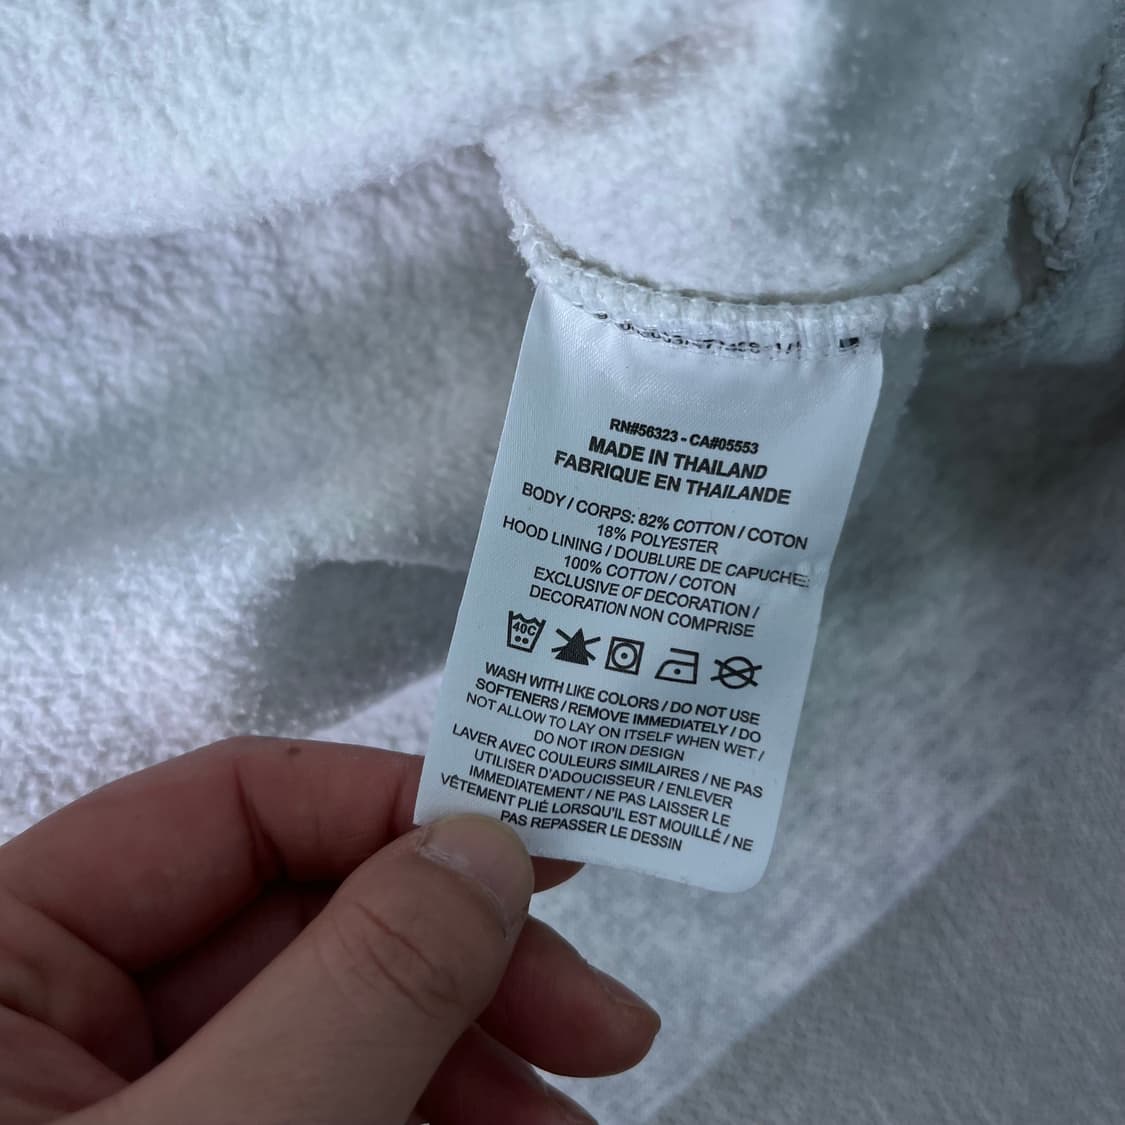 RN#56323 - CA#05553
MADE IN THAILAND
FABRIQUE EN THAILANDE
BODY / CORPS: 82% COTTON / COTON
18% POLYESTER
HOOD LINING / DOUBLURE DE CAPUCHE:
100% COTTON / COTON
EXCLUSIVE OF DECORATION /
DECORATION NON COMPRISE
40C
WASH WITH LIKE COLORS / DO NOT USE
SOFTENERS / REMOVE IMMEDIATELY / DO
NOT ALLOW TO LAY ON ITSELF WHEN WET /
DO NOT IRON DESIGN
LAVER AVEC COULEURS SIMILAIRES / NE PAS
UTILISER D'ADOUCISSEUR / ENLEVER
IMMEDIATEMENT / NE PAS LAISSER LE
VÊTEMENT PLIÉ LORSQU'IL EST MOUILLÉ / NE
PAS REPASSER LE DESSIN